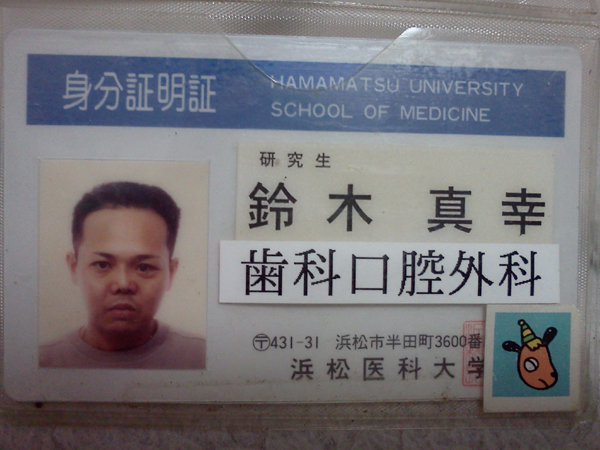 身分証明証
HAMAMATSU UNIVERSITY
SCHOOL OF MEDICINE
研究生
鈴木 真幸
歯科口腔外科
〒431-31 浜松市半田町3600番
浜松医科大学